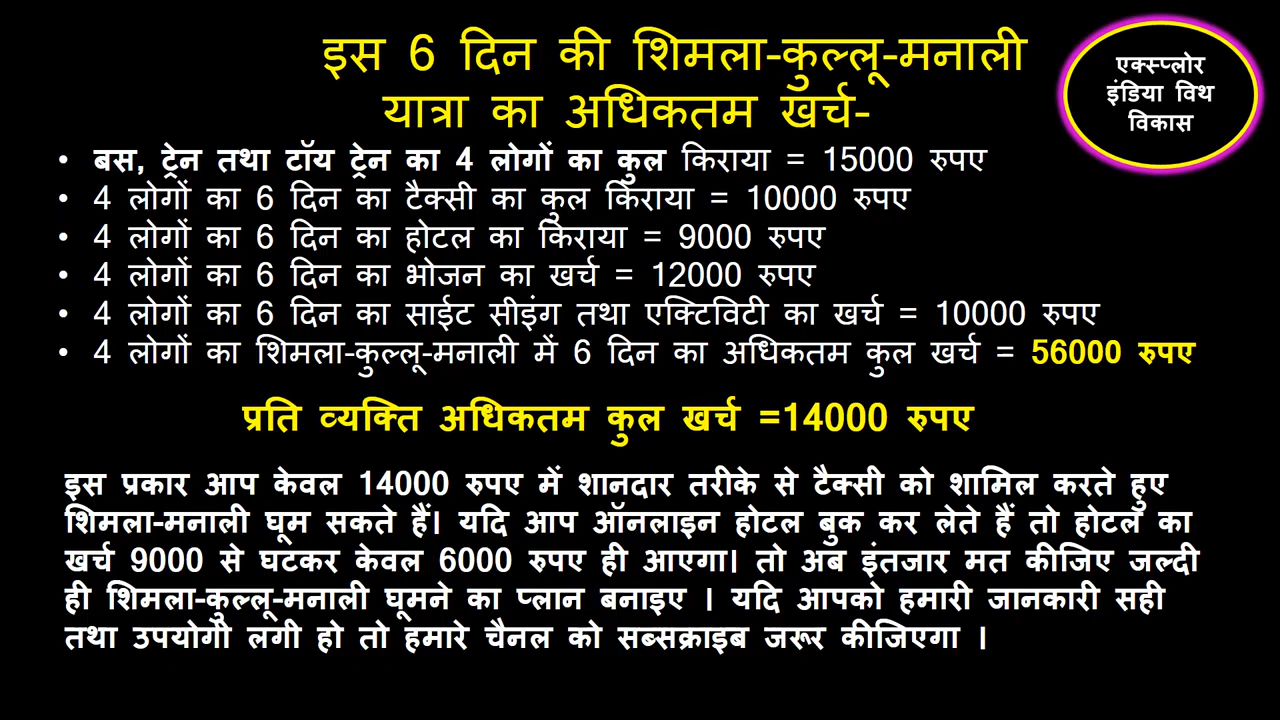 इस 6 दिन की शिमला-कुल्लू-मनाली
यात्रा का अधिकतम खर्च-
एक्स्प्लोर
इंडिया विथ
विकास
• बस, ट्रेन तथा टॉय ट्रेन का 4 लोगों का कुल किराया = 15000 रुपए
• 4 लोगों का 6 दिन का टैक्सी का कुल किराया = 10000 रुपए
• 4 लोगों का 6 दिन का होटल का किराया = 9000 रुपए
• 4 लोगों का 6 दिन का भोजन का खर्च = 12000 रुपए
• 4 लोगों का 6 दिन का साईट सीइंग तथा एक्टिविटी का खर्च = 10000 रुपए
• 4 लोगों का शिमला-कुल्लू-मनाली में 6 दिन का अधिकतम कुल खर्च = 56000 रुपए
प्रति व्यक्ति अधिकतम कुल खर्च =14000 रुपए
इस प्रकार आप केवल 14000 रुपए में शानदार तरीके से टैक्सी को शामिल करते हुए
शिमला-मनाली घूम सकते हैं। यदि आप ऑनलाइन होटल बुक कर लेते हैं तो होटल का
खर्च 9000 से घटकर केवल 6000 रुपए ही आएगा। तो अब इंतजार मत कीजिए जल्दी
ही शिमला-कुल्लू-मनाली घूमने का प्लान बनाइए । यदि आपको हमारी जानकारी सही
तथा उपयोगी लगी हो तो हमारे चैनल को सब्सक्राइब जरूर कीजिएगा ।